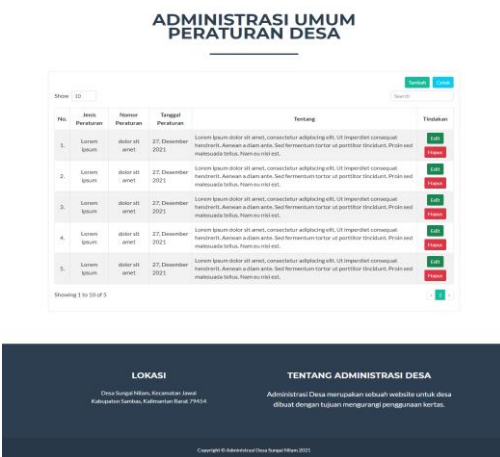 ADMINISTRASI UMUM
PERATURAN DESA
Tambah Cetak
Show 10 Search
No. Jenis Peraturan Nomor Peraturan Tanggal Peraturan Tentang Tindakan
1. Lorem ipsum dolor sit amet 27, Desember 2021 Lorem ipsum dolor sit amet, consectetur adipiscing elit. Ut imperdiet consequat Edit
hendrerit. Aenean a diam ante. Sed fermentum tortor ut porttitor tincidunt. Proin sed
malesuada tellus. Nam eu nisi est. Hapus
2. Lorem ipsum dolor sit amet 27, Desember 2021 Lorem ipsum dolor sit amet, consectetur adipiscing elit. Ut imperdiet consequat Edit
hendrerit. Aenean a diam ante. Sed fermentum tortor ut porttitor tincidunt. Proin sed
malesuada tellus. Nam eu nisi est. Hapus
3. Lorem ipsum dolor sit amet 27, Desember 2021 Lorem ipsum dolor sit amet, consectetur adipiscing elit. Ut imperdiet consequat Edit
hendrerit. Aenean a diam ante. Sed fermentum tortor ut porttitor tincidunt. Proin sed
malesuada tellus. Nam eu nisi est. Hapus
4. Lorem ipsum dolor sit amet 27, Desember 2021 Lorem ipsum dolor sit amet, consectetur adipiscing elit. Ut imperdiet consequat Edit
hendrerit. Aenean a diam ante. Sed fermentum tortor ut porttitor tincidunt. Proin sed
malesuada tellus. Nam eu nisi est. Hapus
5. Lorem ipsum dolor sit amet 27, Desember 2021 Lorem ipsum dolor sit amet, consectetur adipiscing elit. Ut imperdiet consequat Edit
hendrerit. Aenean a diam ante. Sed fermentum tortor ut porttitor tincidunt. Proin sed
malesuada tellus. Nam eu nisi est. Hapus
Showing 1 to 10 of 5 ‹ 1 ›
LOKASI
Desa Sungai Nilam, Kecamatan Jawai
Kabupaten Sambas, Kalimantan Barat 79454
TENTANG ADMINISTRASI DESA
Administrasi Desa merupakan sebuah website untuk desa
dibuat dengan tujuan mengurangi penggunaan kertas.
Copyright © Administrasi Desa Sungai Nilam 2021